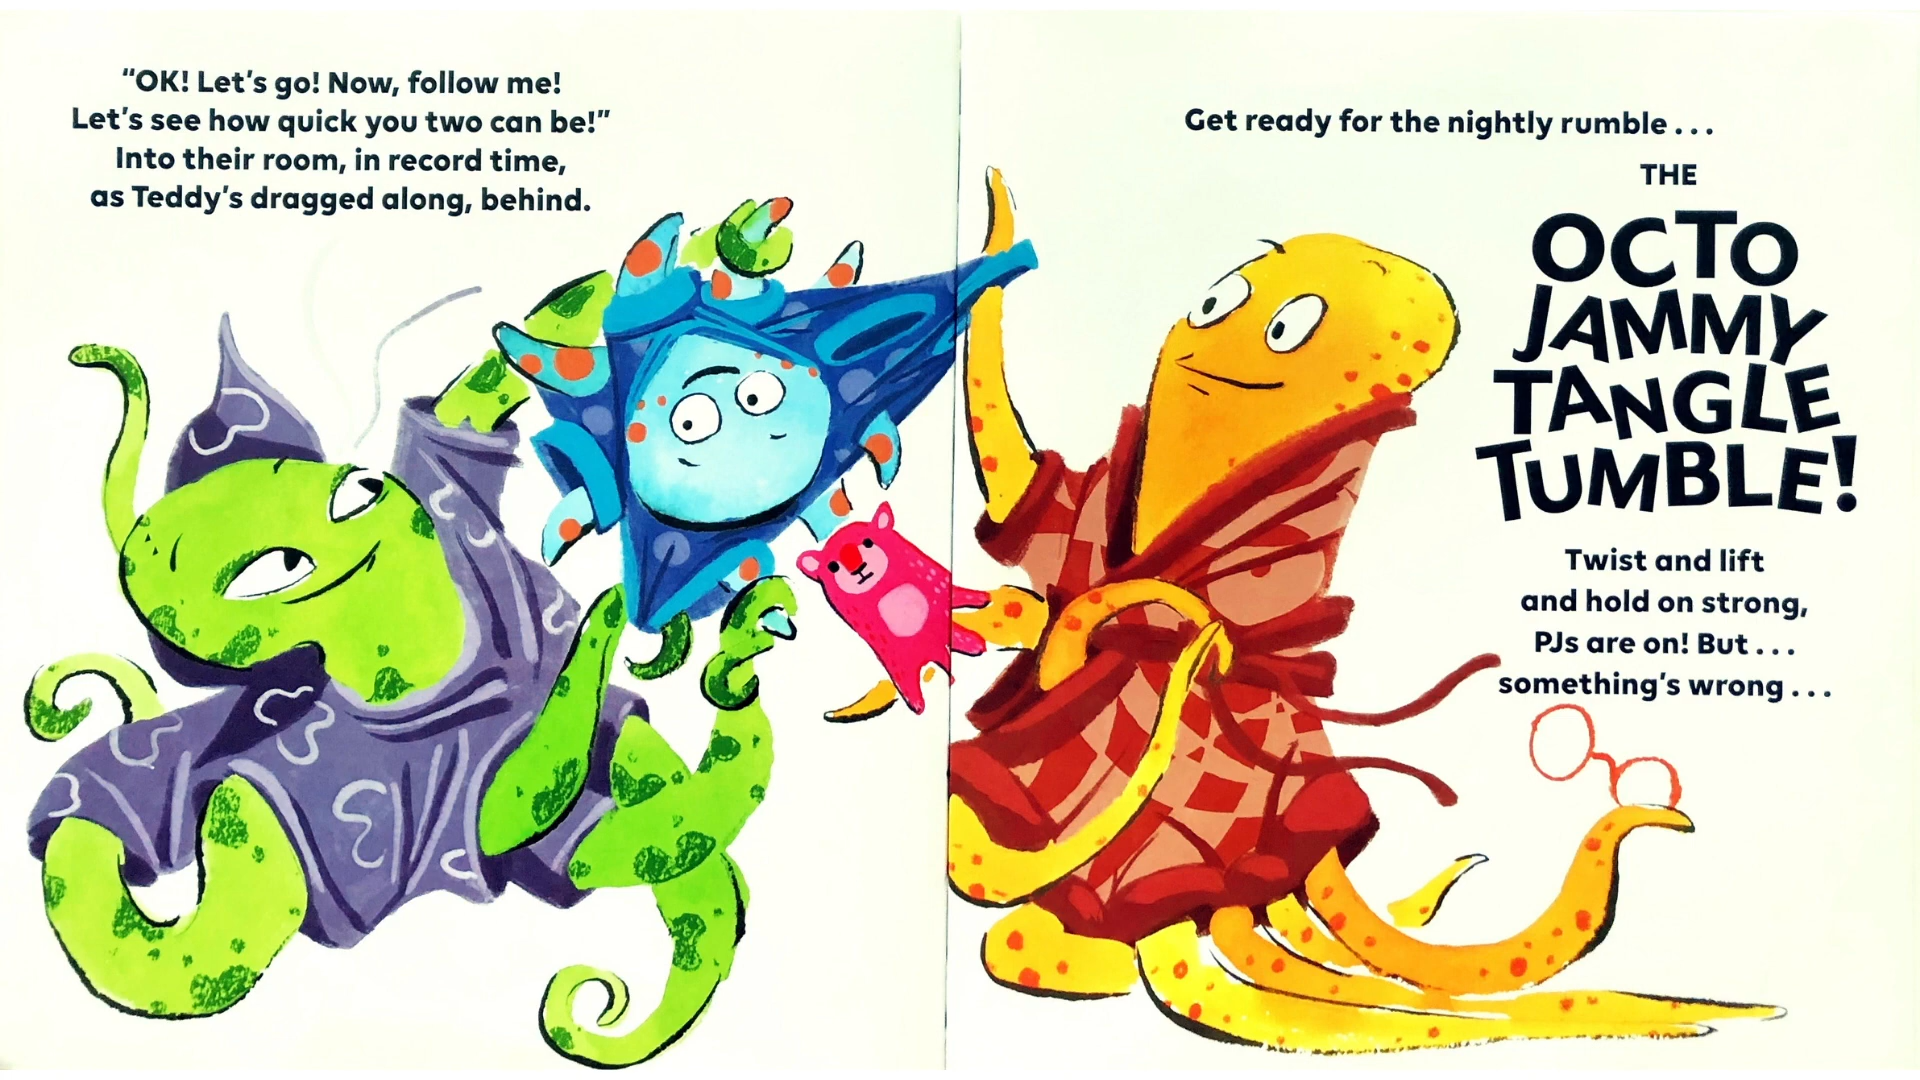 “OK! Let’s go! Now, follow me!
Let’s see how quick you two can be!”
Into their room, in record time,
as Teddy’s dragged along, behind.
Get ready for the nightly rumble . . .
THE
OCTO
JAMMY
TANGLE
TUMBLE!
Twist and lift
and hold on strong,
PJs are on! But . . .
something’s wrong . . .